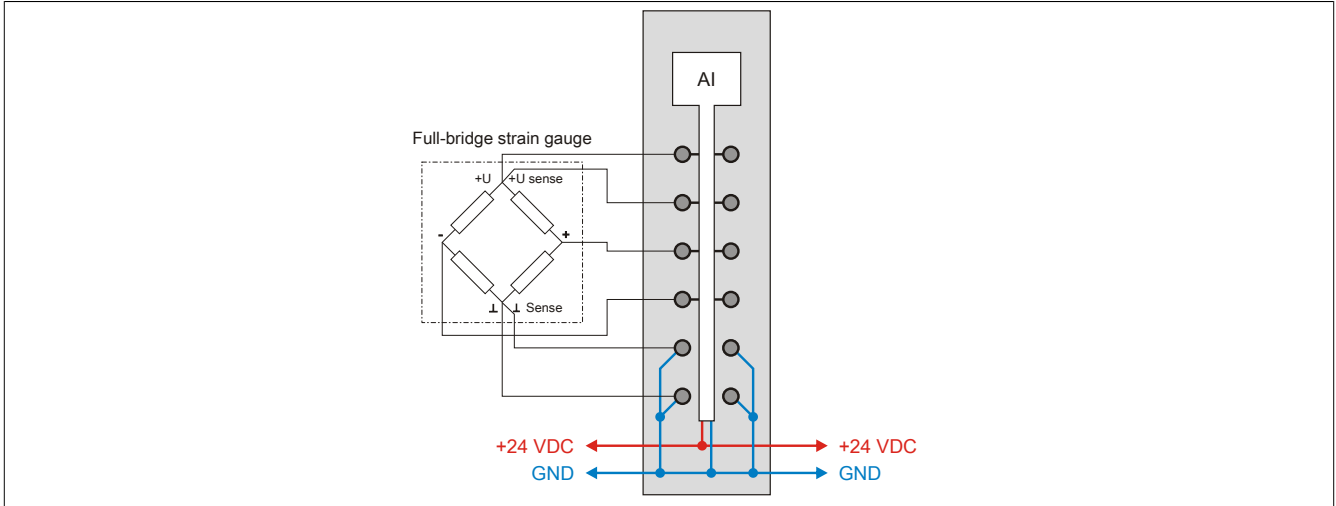 AI
Full-bridge strain gauge
+U +U sense
- +
⊥ ⊥ Sense
+24 VDC +24 VDC
GND GND